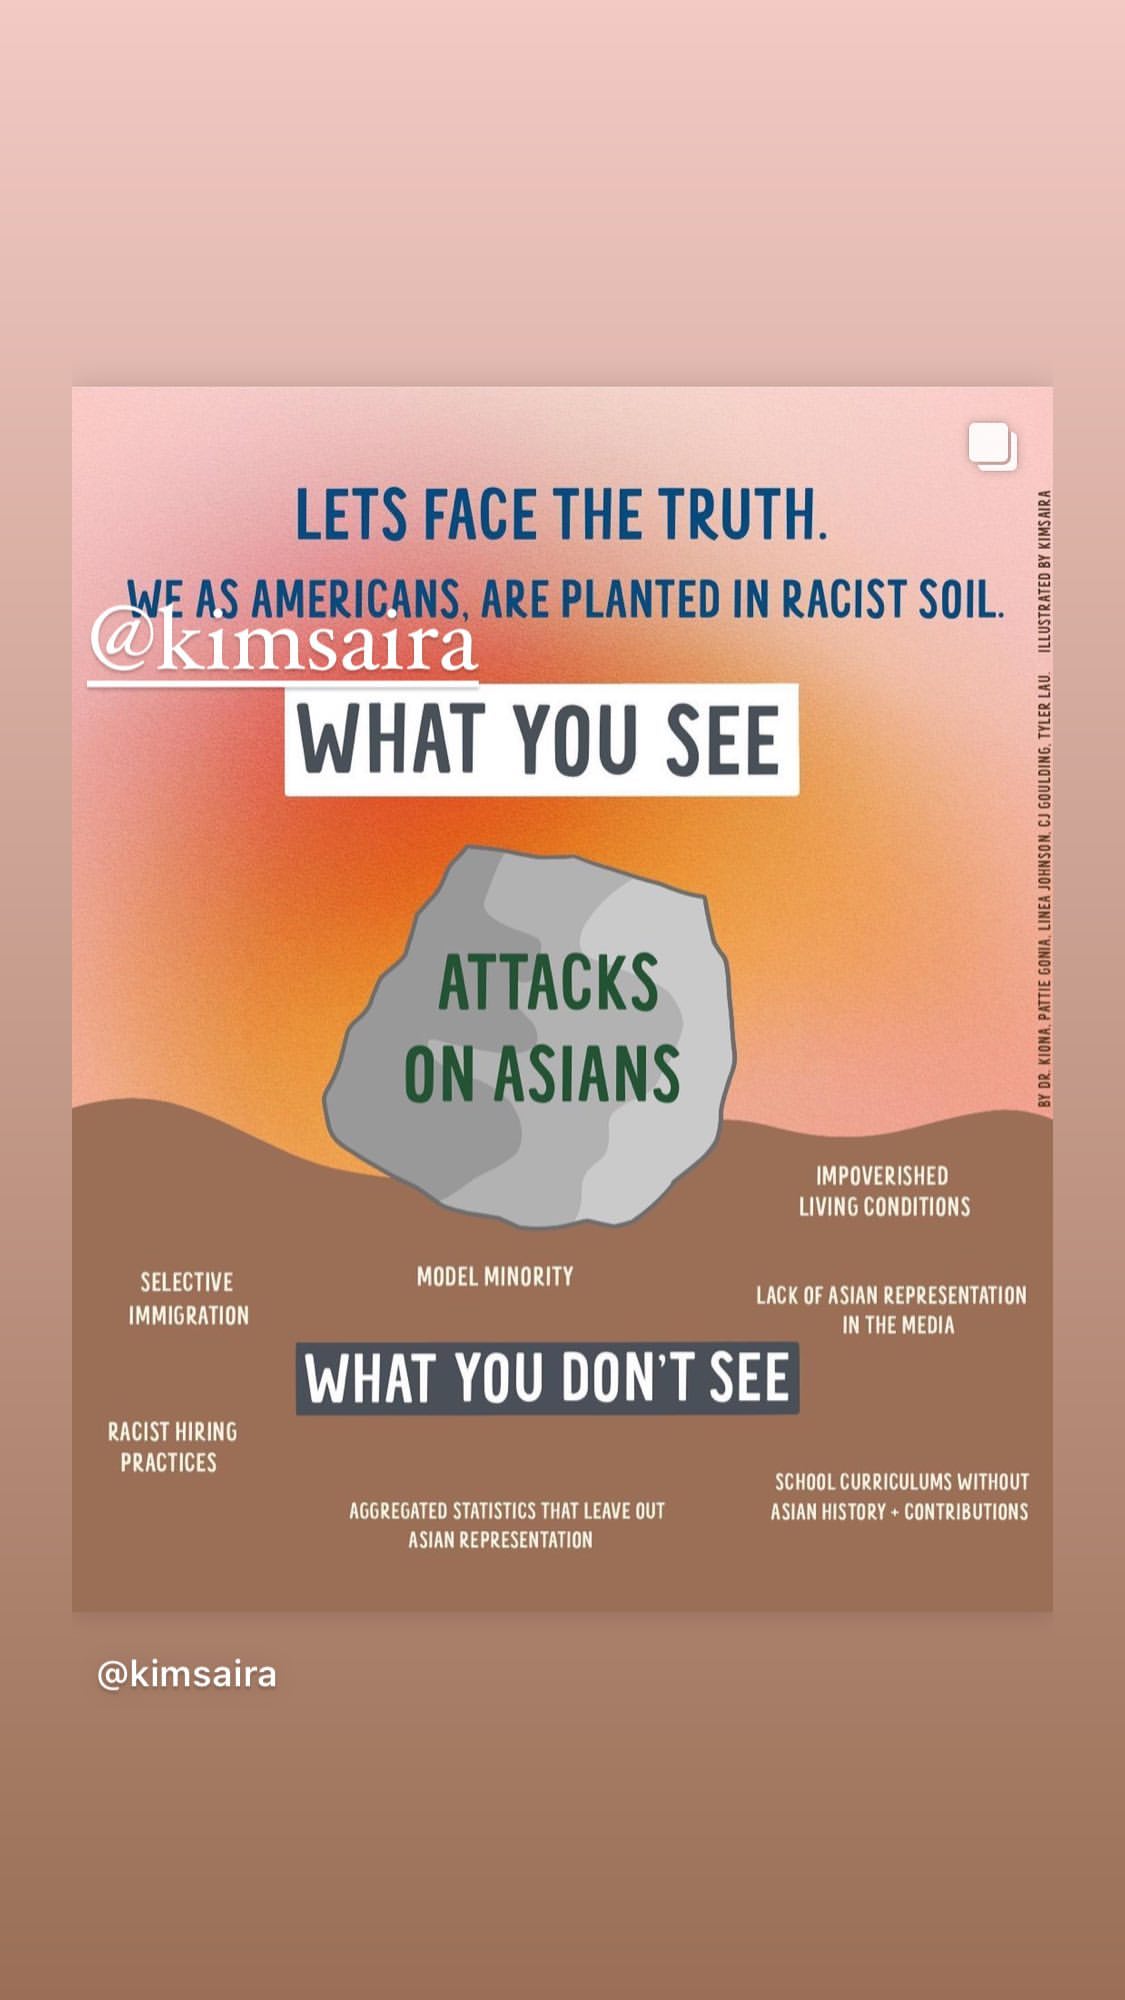 LETS FACE THE TRUTH.
WE AS AMERICANS, ARE PLANTED IN RACIST SOIL.
@kimsaira
WHAT YOU SEE
ATTACKS
ON ASIANS
IMPOVERISHED
LIVING CONDITIONS
SELECTIVE
IMMIGRATION
MODEL MINORITY
LACK OF ASIAN REPRESENTATION
IN THE MEDIA
WHAT YOU DON'T SEE
RACIST HIRING
PRACTICES
AGGREGATED STATISTICS THAT LEAVE OUT
ASIAN REPRESENTATION
SCHOOL CURRICULUMS WITHOUT
ASIAN HISTORY + CONTRIBUTIONS
BY DR. KIONA, PATTIE GONIA, LINEA JOHNSON, CJ GOULDING, TYLER LAU. ILLUSTRATED BY KIMSAIRA
@kimsaira